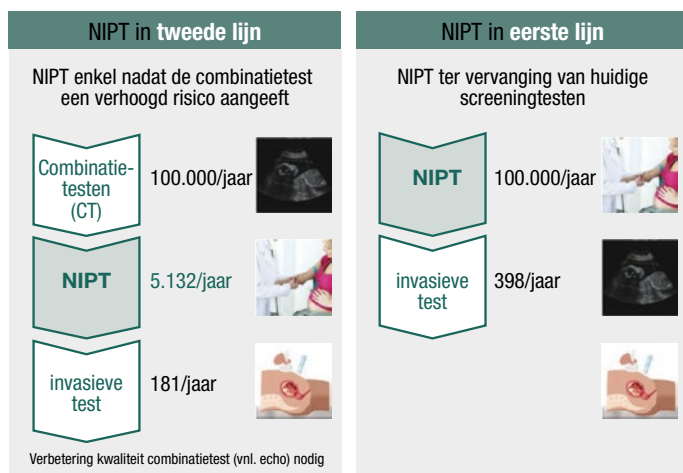 NIPT in tweede lijn
NIPT enkel nadat de combinatietest
een verhoogd risico aangeeft
Combinatie-
testen
(CT)
100.000/jaar
NIPT
5.132/jaar
invasieve
test
181/jaar
Verbetering kwaliteit combinatietest (vnl. echo) nodig
NIPT in eerste lijn
NIPT ter vervanging van huidige
screeningtesten
NIPT
100.000/jaar
invasieve
test
398/jaar